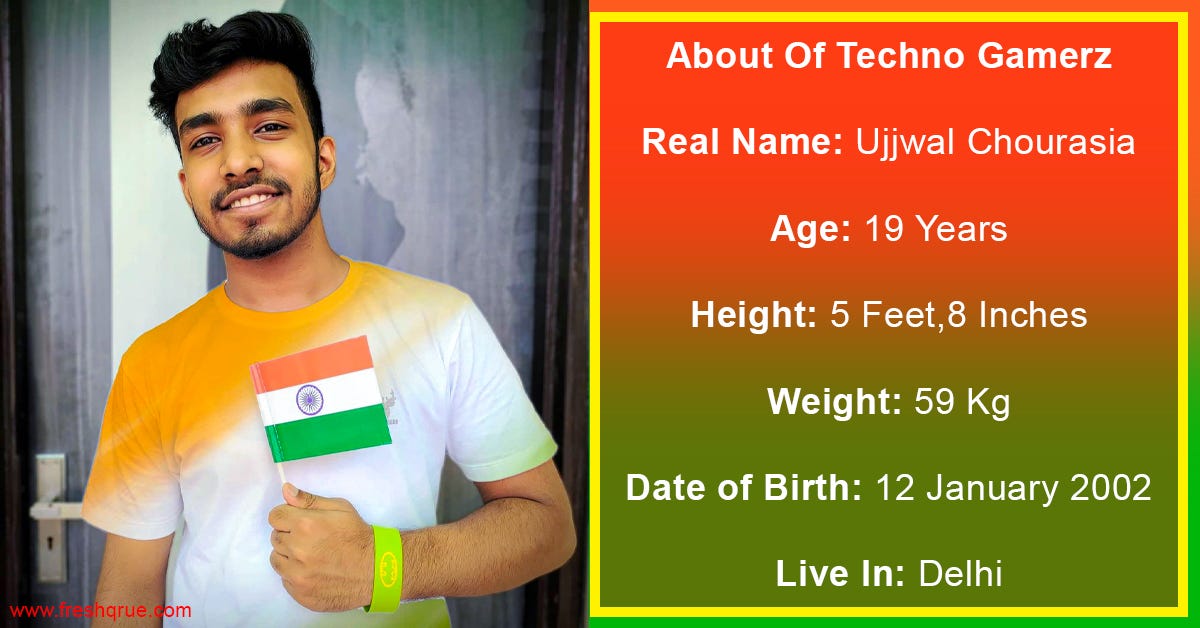 About Of Techno Gamerz
Real Name: Ujjwal Chourasia
Age: 19 Years
Height: 5 Feet,8 Inches
Weight: 59 Kg
Date of Birth: 12 January 2002
Live In: Delhi
www.freshqrue.com